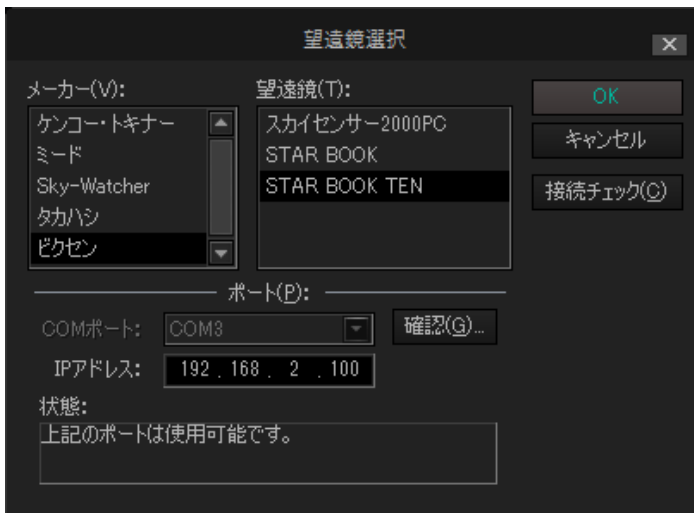 望遠鏡選択
メーカー(V):
ケンコー・トキナー
ミード
Sky-Watcher
タカハシ
ビクセン
望遠鏡(T):
スカイセンサー2000PC
STAR BOOK
STAR BOOK TEN
OK
キャンセル
接続チェック(C)
ポート(P):
COMポート: COM3 確認(G)...
IPアドレス: 192 . 168 . 2 . 100
状態:
上記のポートは使用可能です。